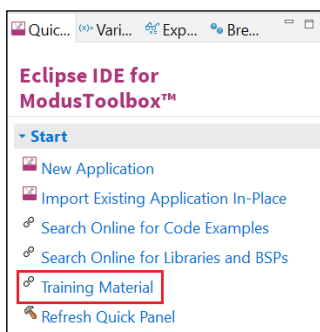 Quic... Vari... Exp... Bre...
Eclipse IDE for
ModusToolbox™
Start
New Application
Import Existing Application In-Place
Search Online for Code Examples
Search Online for Libraries and BSPs
Training Material
Refresh Quick Panel